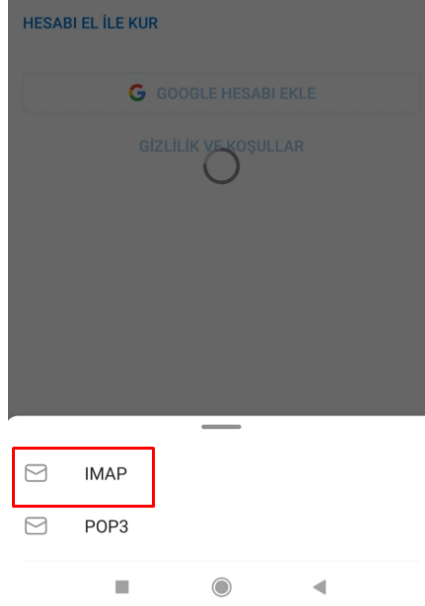 HESABI EL İLE KUR
GOOGLE HESABI EKLE
GİZLİLİK VE KOŞULLAR
IMAP
POP3